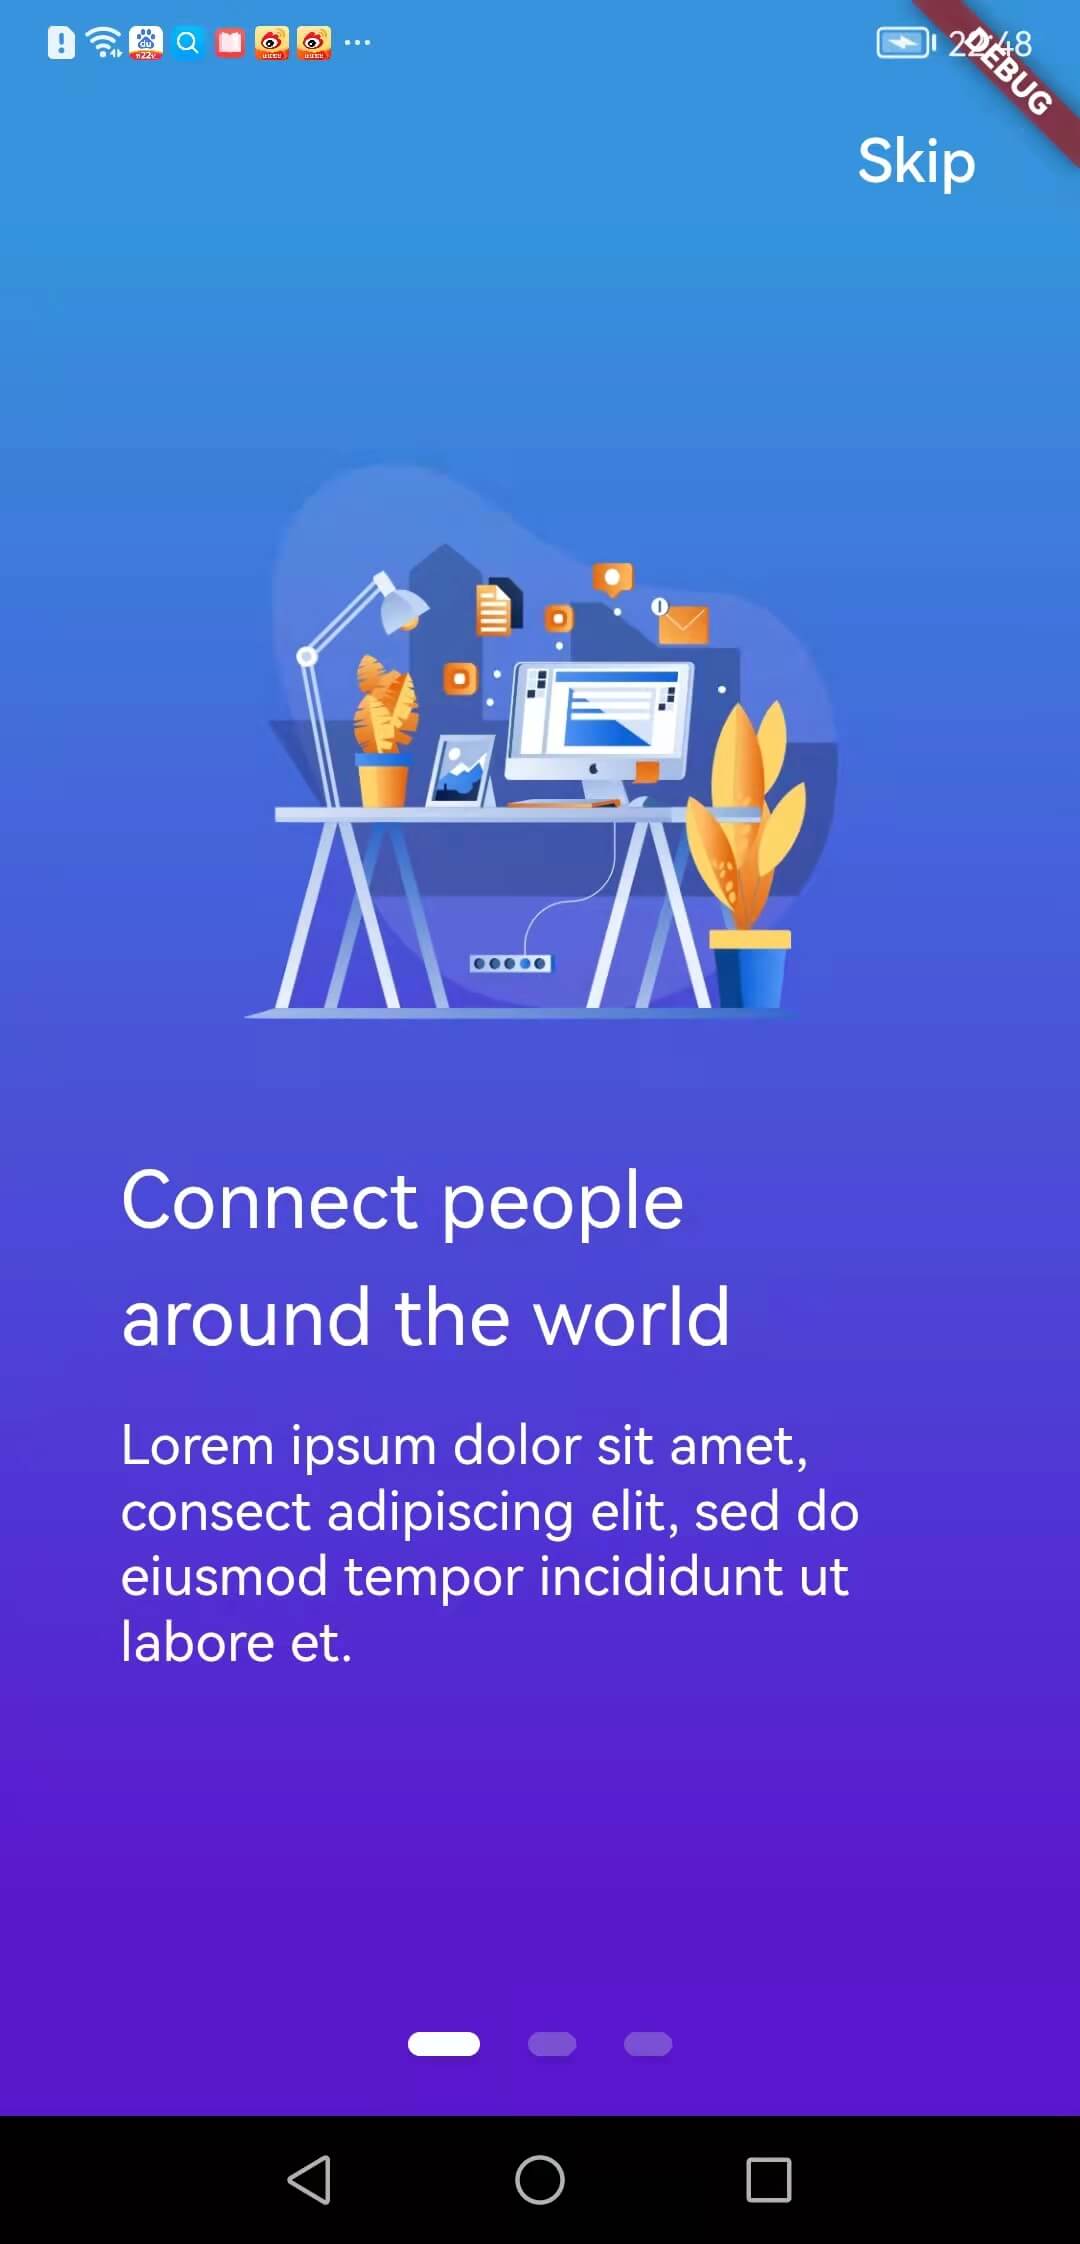 22:48
DEBUG
Skip
Connect people
around the world
Lorem ipsum dolor sit amet,
consect adipiscing elit, sed do
eiusmod tempor incididunt ut
labore et.